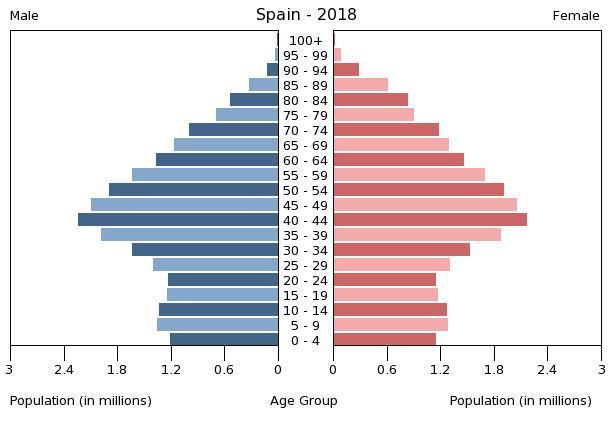 Male Spain - 2018 Female
100+
95 - 99
90 - 94
85 - 89
80 - 84
75 - 79
70 - 74
65 - 69
60 - 64
55 - 59
50 - 54
45 - 49
40 - 44
35 - 39
30 - 34
25 - 29
20 - 24
15 - 19
10 - 14
5 - 9
0 - 4
3 2.4 1.8 1.2 0.6 0 0 0.6 1.2 1.8 2.4 3
Population (in millions) Age Group Population (in millions)